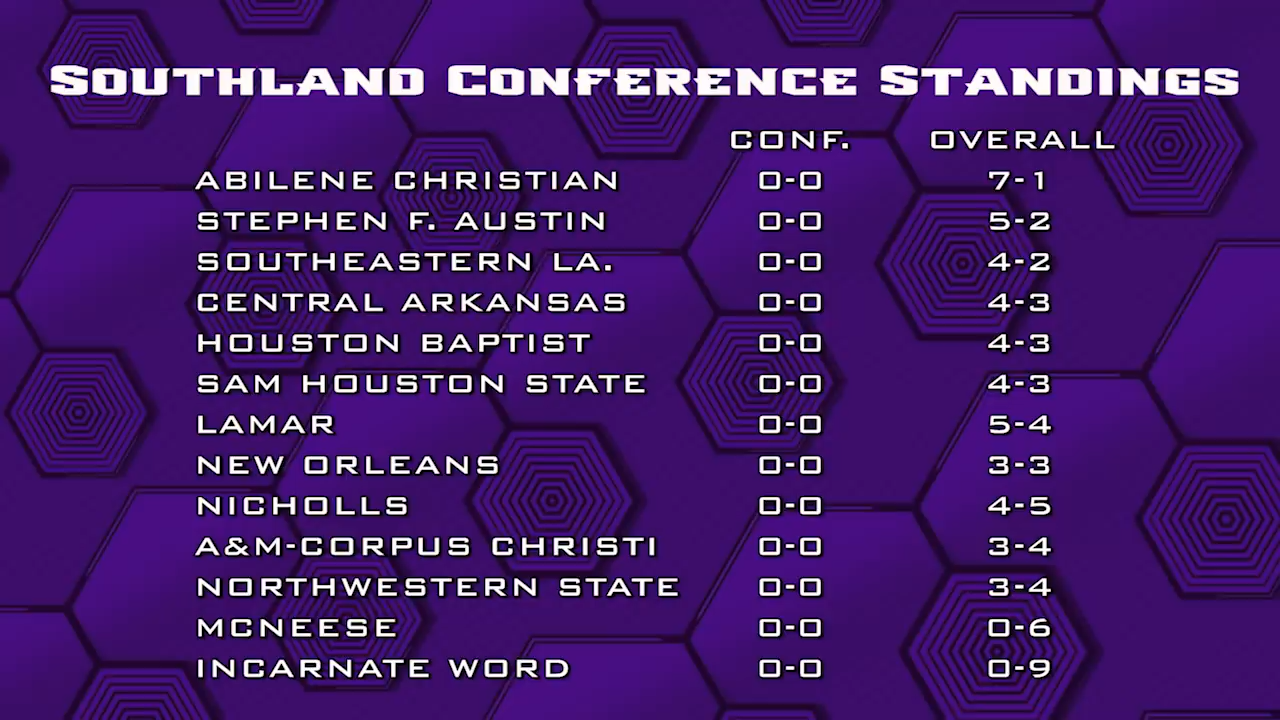 SOUTHLAND CONFERENCE STANDINGS
CONF. OVERALL
ABILENE CHRISTIAN 0-0 7-1
STEPHEN F. AUSTIN 0-0 5-2
SOUTHEASTERN LA. 0-0 4-2
CENTRAL ARKANSAS 0-0 4-3
HOUSTON BAPTIST 0-0 4-3
SAM HOUSTON STATE 0-0 4-3
LAMAR 0-0 5-4
NEW ORLEANS 0-0 3-3
NICHOLLS 0-0 4-5
A&M-CORPUS CHRISTI 0-0 3-4
NORTHWESTERN STATE 0-0 3-4
MCNEESE 0-0 0-6
INCARNATE WORD 0-0 0-9